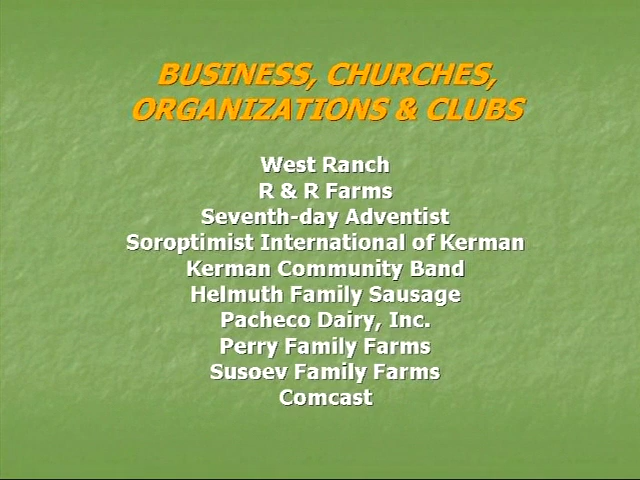 BUSINESS, CHURCHES,
ORGANIZATIONS & CLUBS
West Ranch
R & R Farms
Seventh-day Adventist
Soroptimist International of Kerman
Kerman Community Band
Helmuth Family Sausage
Pacheco Dairy, Inc.
Perry Family Farms
Susoev Family Farms
Comcast